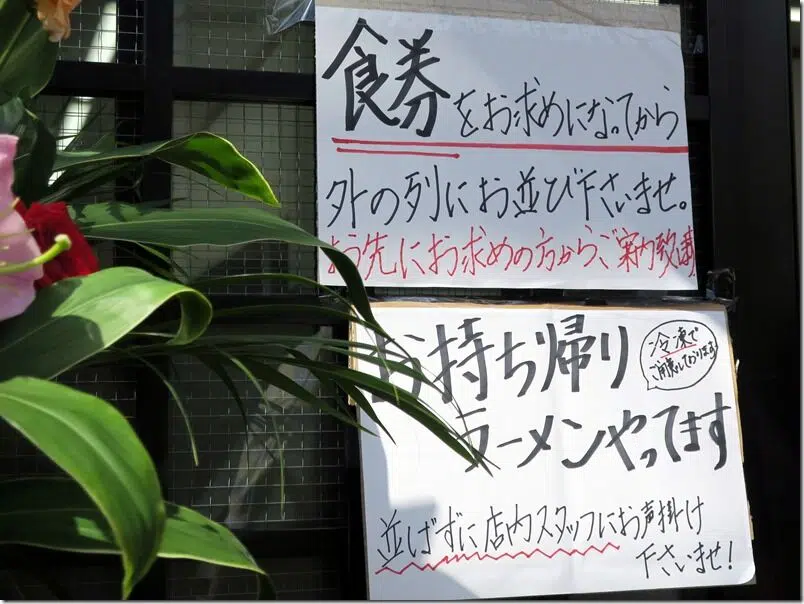 食券をお求めになってから
外の列にお並び下さいませ。
お先にお求めの方からご案内致
お持ち帰り
冷凍で
ご用意しております
ラーメンやってます
並ばずに店内スタッフにお声掛け
下さいませ!